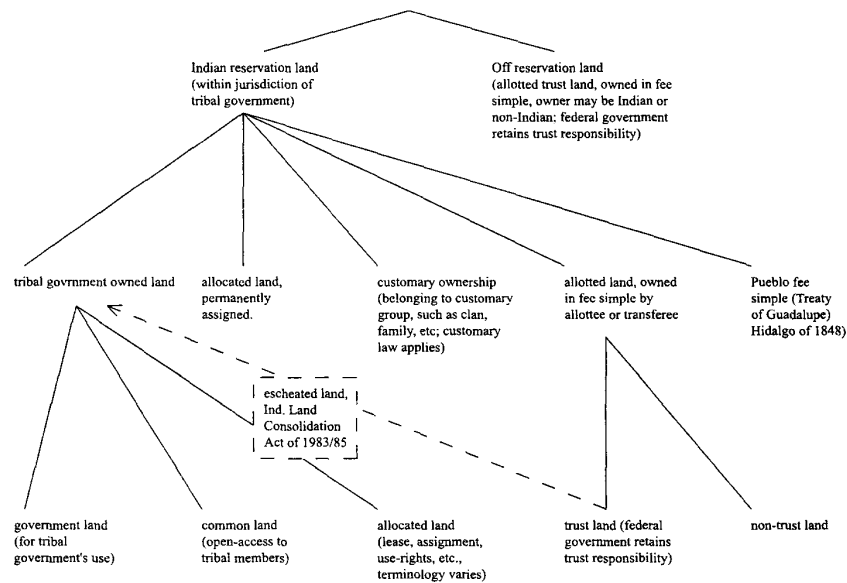 Indian reservation land
(within jurisdiction of
tribal government)
Off reservation land
(allotted trust land, owned in fee
simple, owner may be Indian or
non-Indian; federal government
retains trust responsibility)
tribal govrnment owned land
allocated land,
permanently
assigned.
customary ownership
(belonging to customary
group, such as clan,
family, etc; customary
law applies)
allotted land, owned
in fee simple by
allottee or transferee
Pueblo fee
simple (Treaty
of Guadalupe)
Hidalgo of 1848)
escheated land,
Ind. Land
Consolidation
Act of 1983/85
government land
(for tribal
government's use)
common land
(open-access to
tribal members)
allocated land
(lease, assignment,
use-rights, etc.,
terminology varies)
trust land (federal
government retains
trust responsibility)
non-trust land